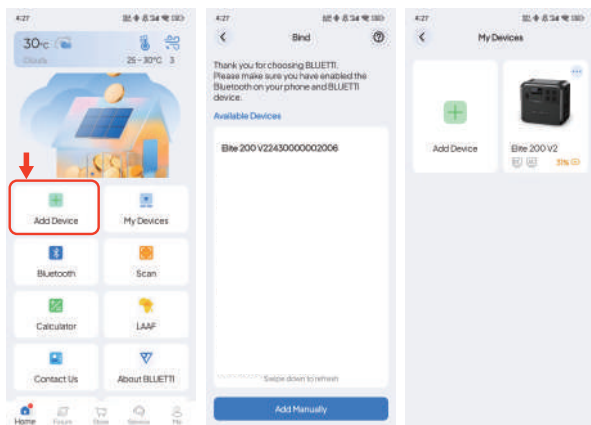 4:27
30°C
Clouds
25~30°C 3
Add Device
My Devices
Bluetooth
Scan
Calculator
LAAF
Contact Us
About BLUETTI
Home
Forum
Store
Service
Me
4:27
Bind
Thank you for choosing BLUETTI.
Please make sure you have enabled the
Bluetooth on your phone and BLUETTI
device.
Available Devices
Elite 200 V22430000002006
Swipe down to refresh
Add Manually
4:27
My Devices
Add Device
Elite 200 V2
31%